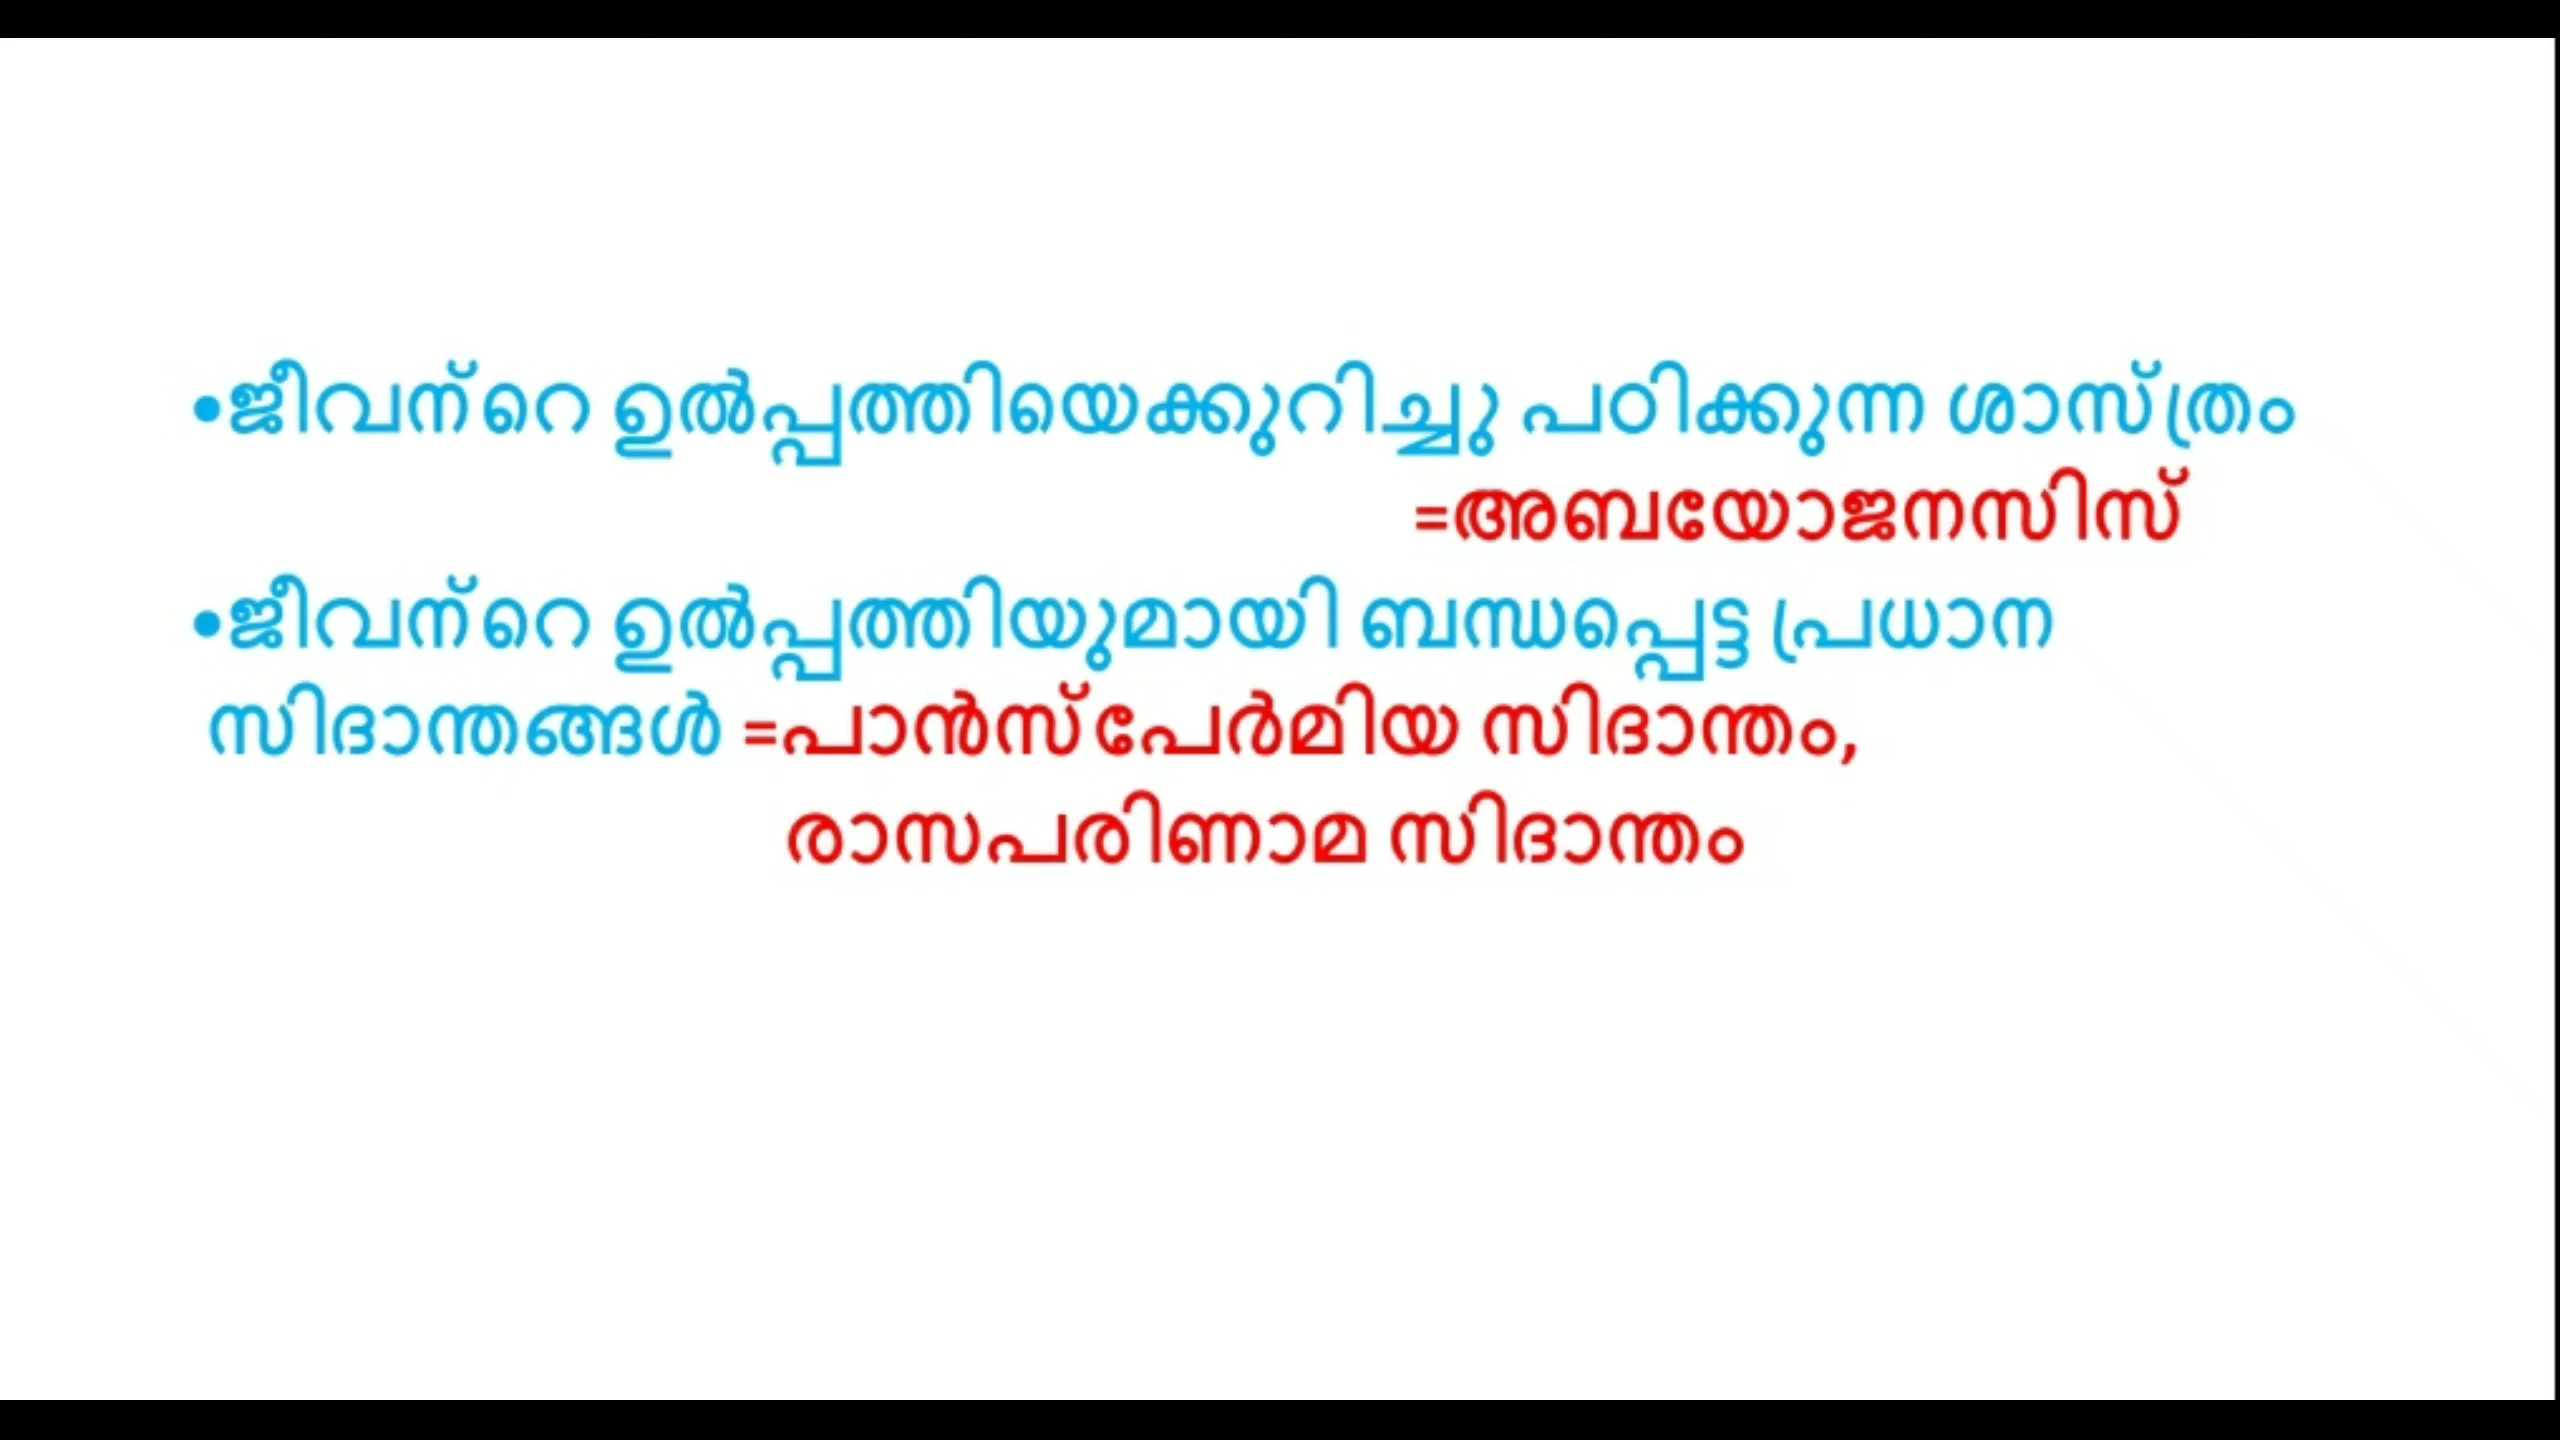 •ജീവന്റെ ഉൽപ്പത്തിയെക്കുറിച്ചു പഠിക്കുന്ന ശാസ്ത്രം
=അബയോജനസിസ്
•ജീവന്റെ ഉൽപ്പത്തിയുമായി ബന്ധപ്പെട്ട പ്രധാന
സിദാന്തങ്ങൾ =പാൻസ്പേർമിയ സിദാന്തം,
രാസപരിണാമ സിദാന്തം